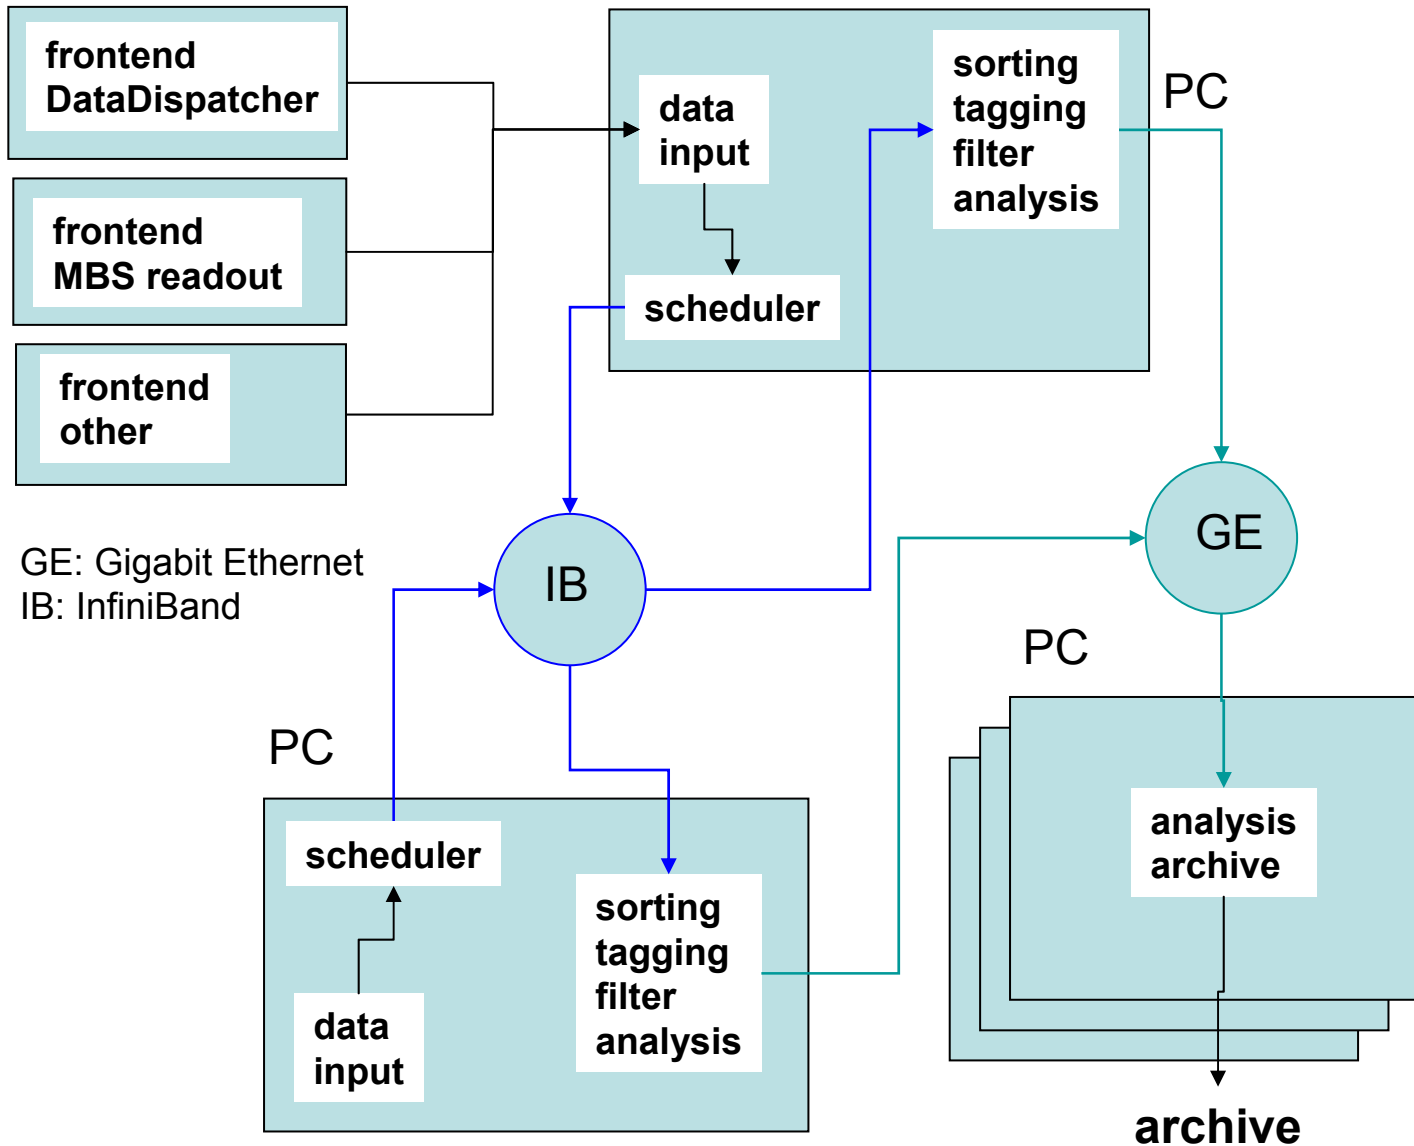 frontend
DataDispatcher
frontend
MBS readout
frontend
other
data
input
scheduler
sorting
tagging
filter
analysis
PC
GE: Gigabit Ethernet
IB: InfiniBand
IB
GE
PC
scheduler
data
input
sorting
tagging
filter
analysis
PC
analysis
archive
archive